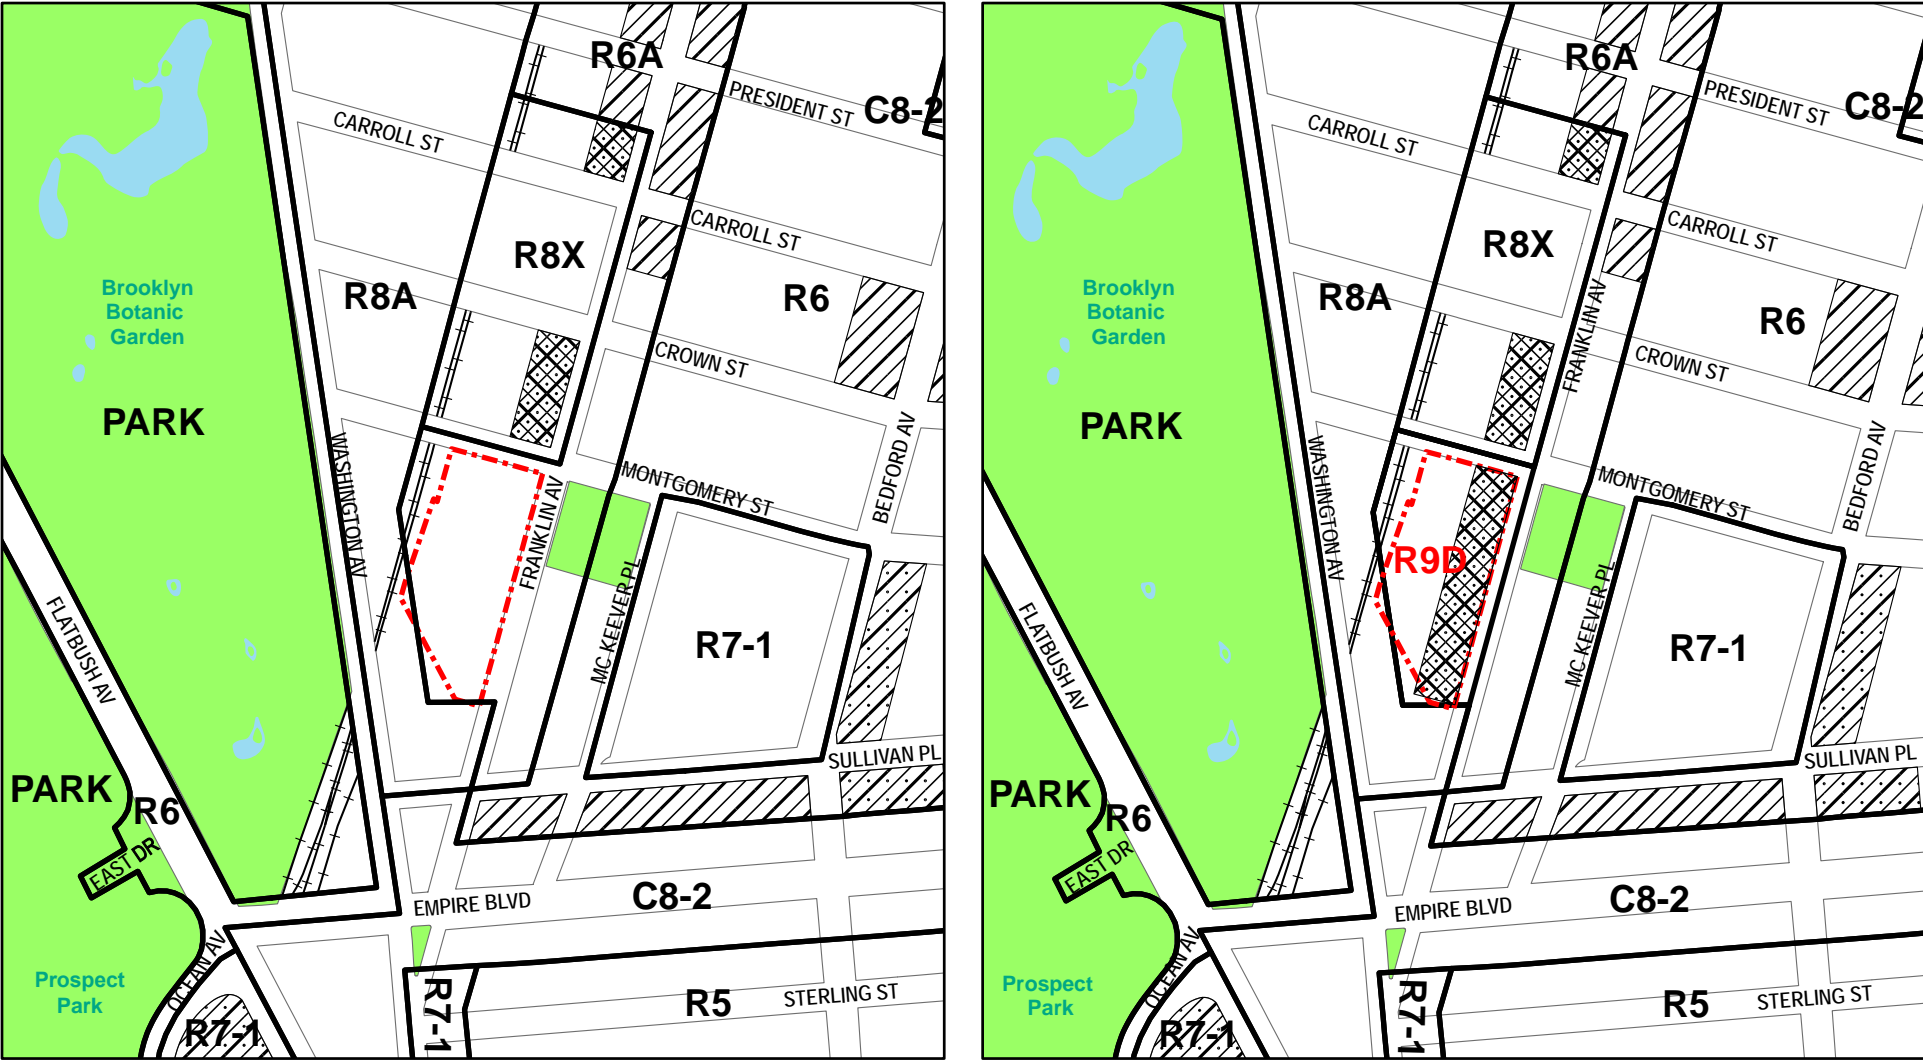 R6A
PRESIDENT ST
C8-2
CARROLL ST
CARROLL ST
R8X
Brooklyn
Botanic
Garden
R8A
R6
CROWN ST
PARK
WASHINGTON AV
BEDFORD AV
MONTGOMERY ST
FRANKLIN AV
MC KEEVER PL
FLATBUSH AV
R7-1
SULLIVAN PL
PARK
R6
EAST DR
C8-2
EMPIRE BLVD
OCEAN AV
Prospect
Park
R7-1
R7-1
R5
STERLING ST
R6A
PRESIDENT ST
C8-2
CARROLL ST
CARROLL ST
R8X
Brooklyn
Botanic
Garden
R8A
FRANKLIN AV
R6
CROWN ST
PARK
WASHINGTON AV
BEDFORD AV
MONTGOMERY ST
R9D
MC KEEVER PL
FLATBUSH AV
R7-1
SULLIVAN PL
PARK
R6
EAST DR
C8-2
EMPIRE BLVD
OCEAN AV
Prospect
Park
R7-1
R7-1
R5
STERLING ST